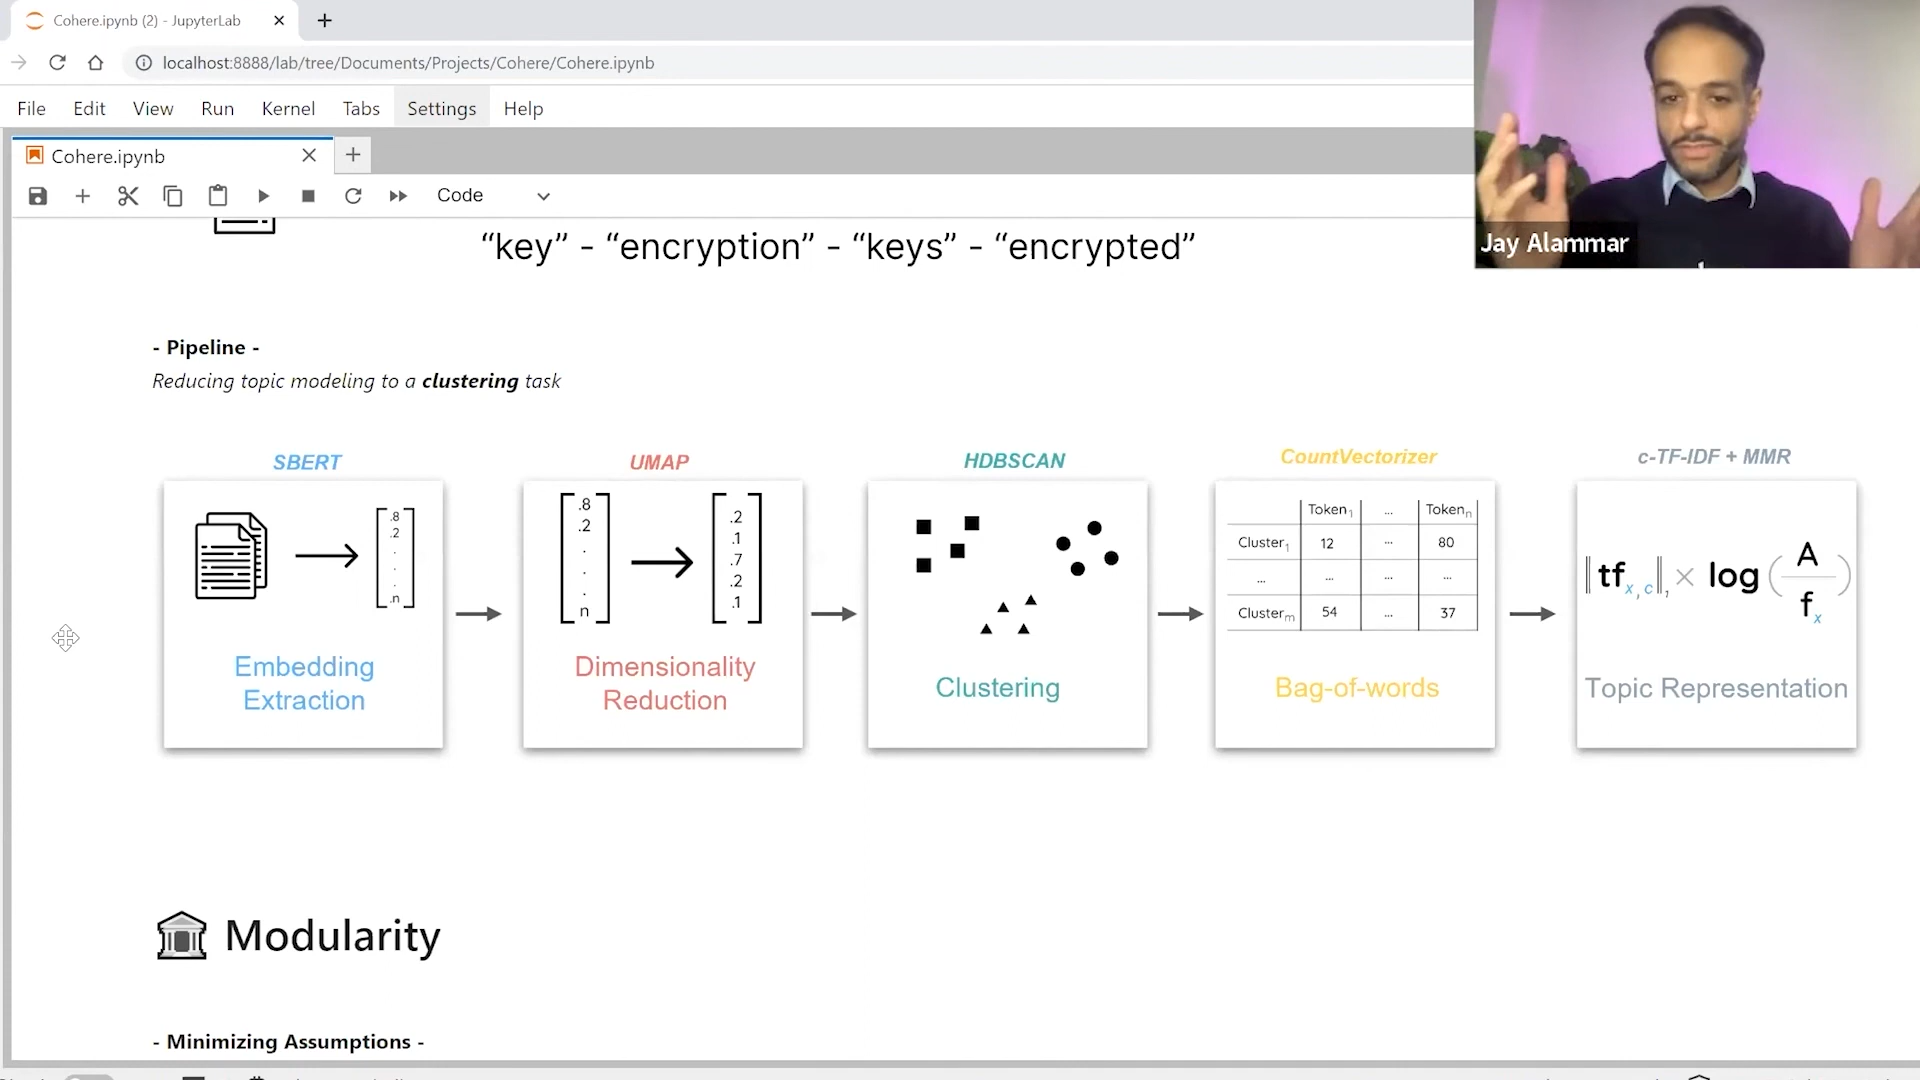 Cohere.ipynb (2) - JupyterLab
localhost:8888/lab/tree/Documents/Projects/Cohere/Cohere.ipynb
File Edit View Run Kernel Tabs Settings Help
Cohere.ipynb
Code
Jay Alammar
“key” - “encryption” - “keys” - “encrypted”
- Pipeline -
Reducing topic modeling to a clustering task
SBERT
.8
.2
.
.
.
.n
Embedding
Extraction
UMAP
.8
.2
.
.
.
n
.2
.1
.7
.2
.1
Dimensionality
Reduction
HDBSCAN
Clustering
CountVectorizer
Token1 ... Tokenn
Cluster1 12 ... 80
... ... ... ...
Clusterm 54 ... 37
Bag-of-words
c-TF-IDF + MMR
‖tfx,c‖1 × log (A / fx)
Topic Representation
Modularity
- Minimizing Assumptions -